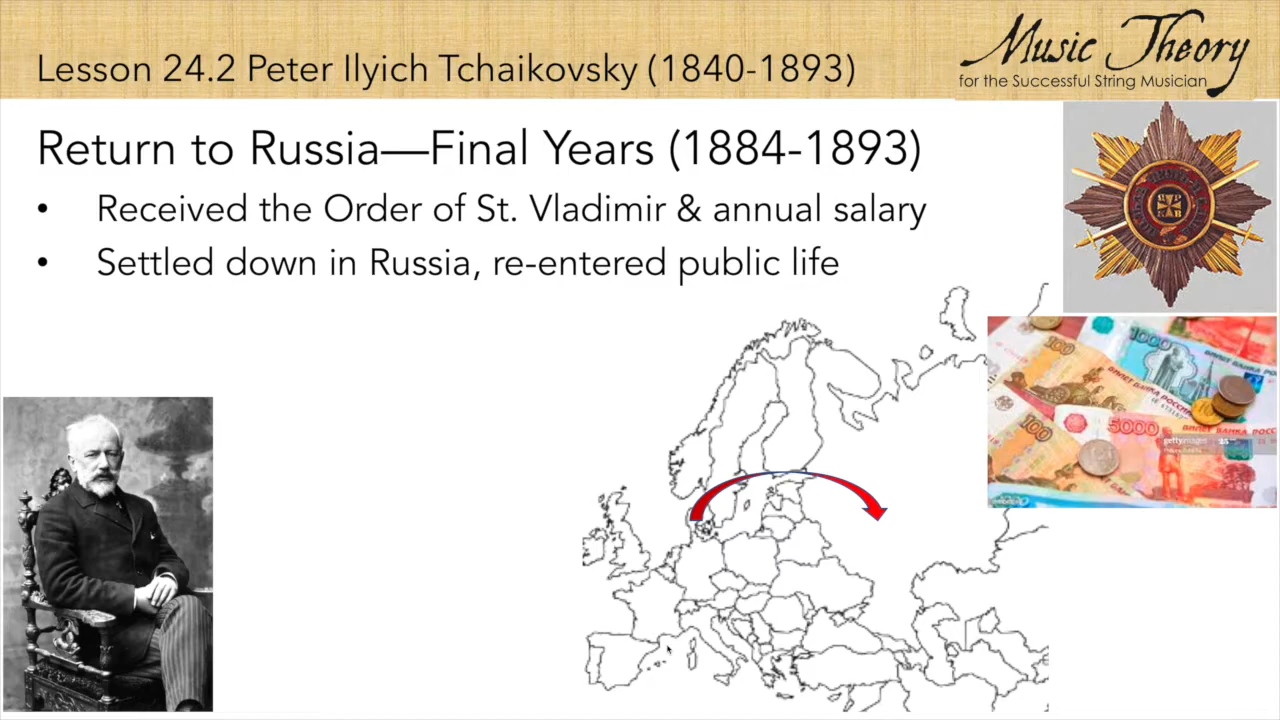 Lesson 24.2 Peter Ilyich Tchaikovsky (1840-1893)
Music Theory
for the Successful String Musician
Return to Russia—Final Years (1884-1893)
• Received the Order of St. Vladimir & annual salary
• Settled down in Russia, re-entered public life
100
1000
100
5000
10
gettyimages